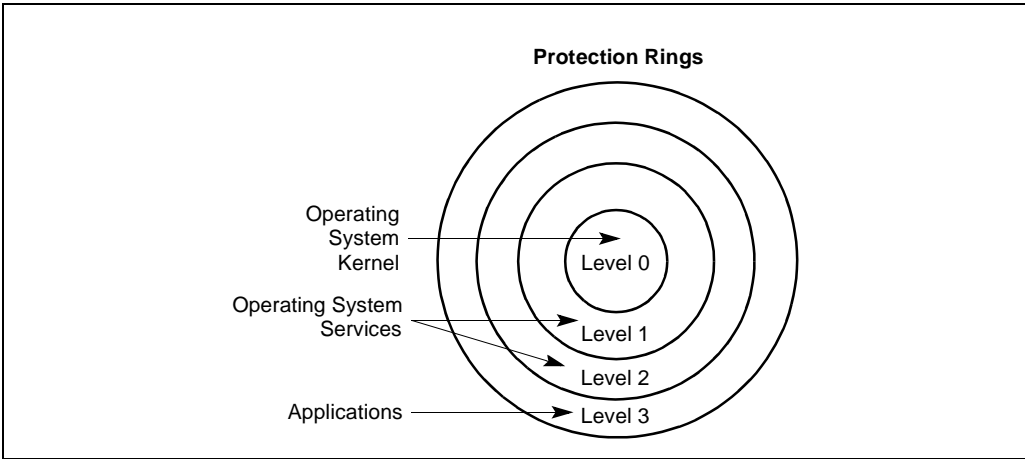 Protection Rings
Operating
System
Kernel
Level 0
Operating System
Services
Level 1
Level 2
Applications
Level 3